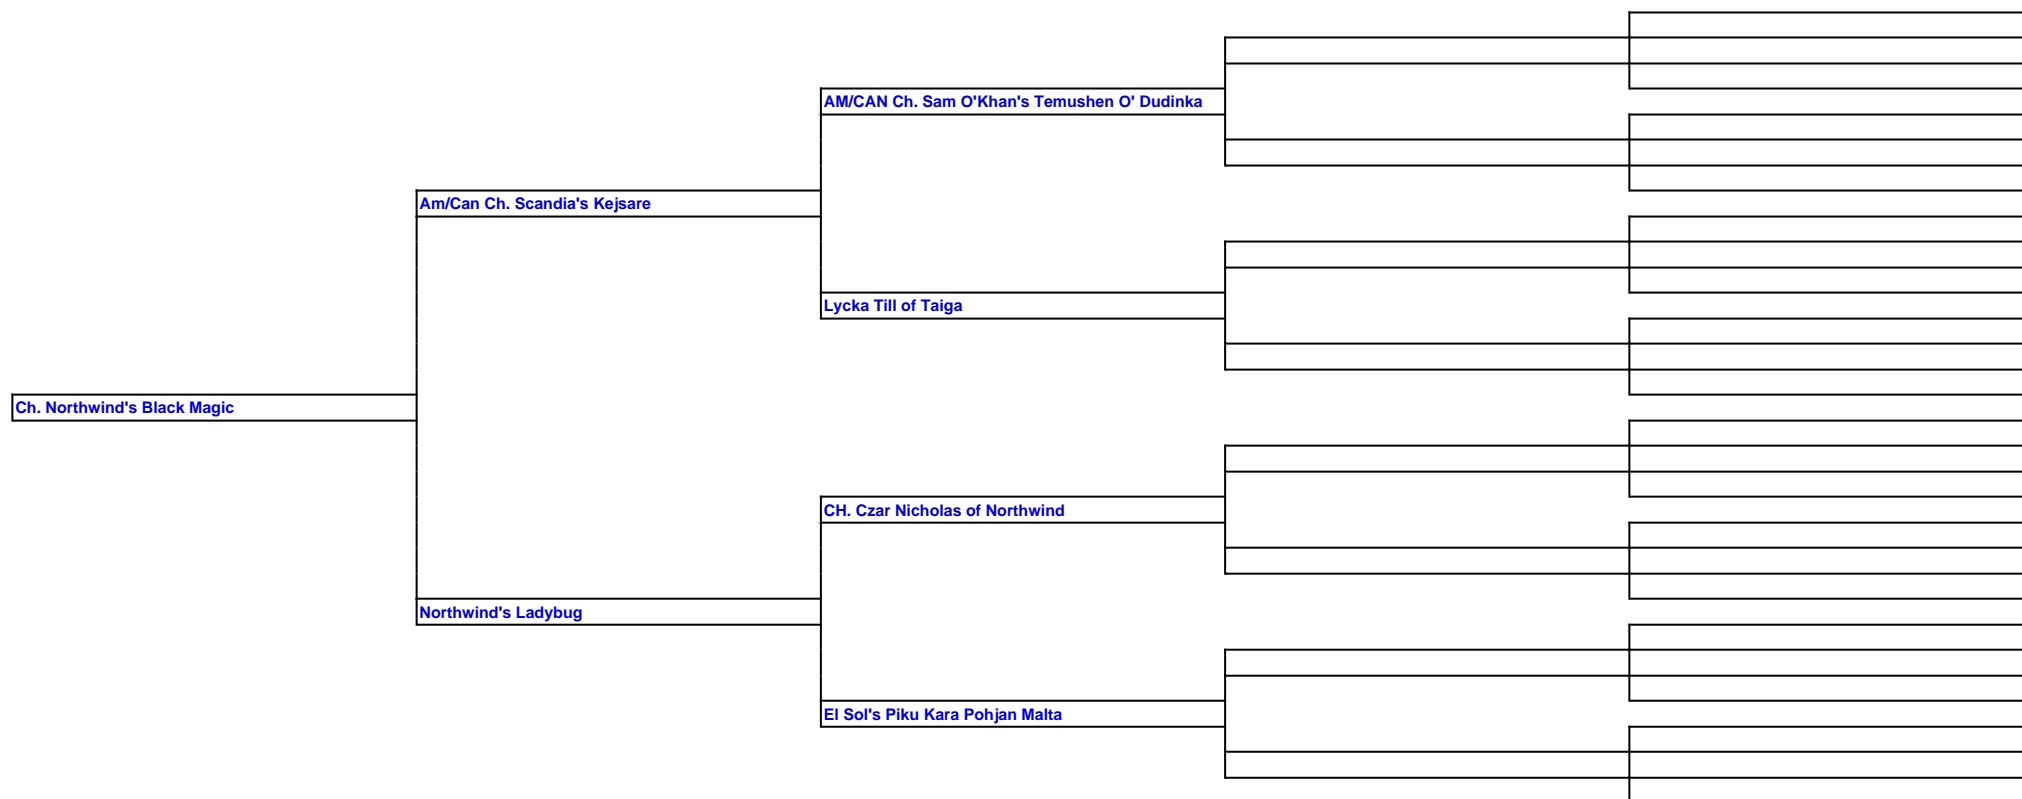 AM/CAN Ch. Sam O'Khan's Temushen O' Dudinka
Am/Can Ch. Scandia's Kejsare
Lycka Till of Taiga
Ch. Northwind's Black Magic
CH. Czar Nicholas of Northwind
Northwind's Ladybug
El Sol's Piku Kara Pohjan Malta